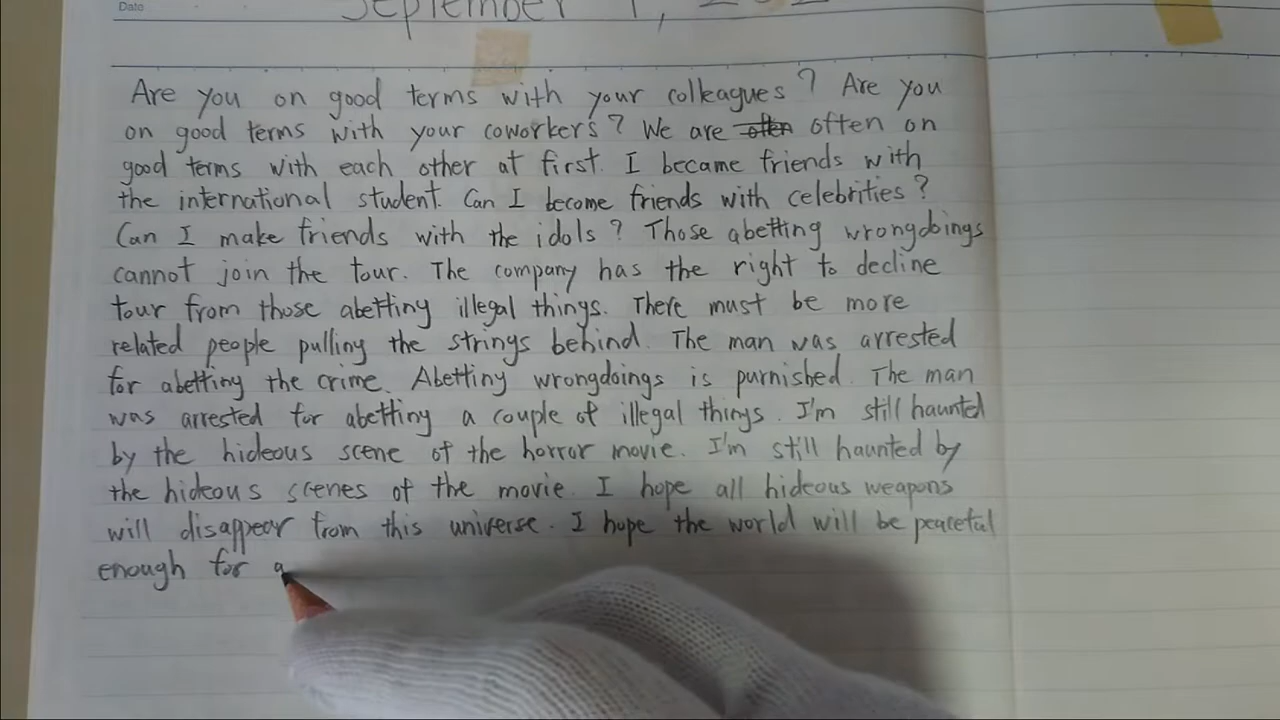 Date
September 1,
Are you on good terms with your colleagues? Are you
on good terms with your coworkers? We are often often on
good terms with each other at first. I became friends with
the international student. Can I become friends with celebrities?
Can I make friends with the idols? Those abetting wrongdoings
cannot join the tour. The company has the right to decline
tour from those abetting illegal things. There must be more
related people pulling the strings behind. The man was arrested
for abetting the crime. Abetting wrongdoings is purnished. The man
was arrested for abetting a couple of illegal things. I'm still haunted
by the hideous scene of the horror movie. I'm still haunted by
the hideous scenes of the movie. I hope all hideous weapons
will disappear from this universe. I hope the world will be peaceful
enough for a